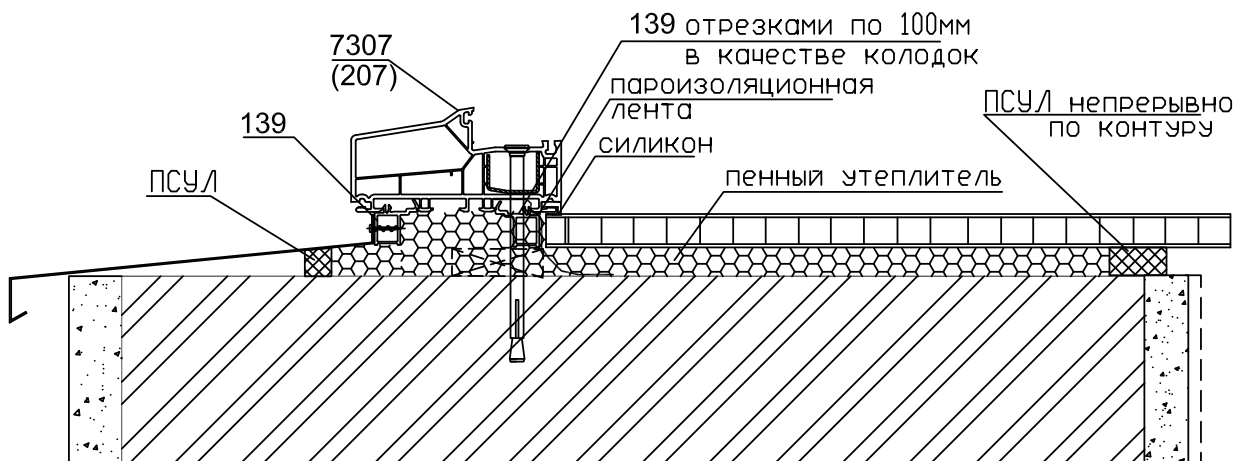 139 отрезками по 100мм
в качестве колодок
7307
(207)
пароизоляционная
лента
ПСУЛ непрерывно
по контуру
139
силикон
ПСУЛ
пенный утеплитель